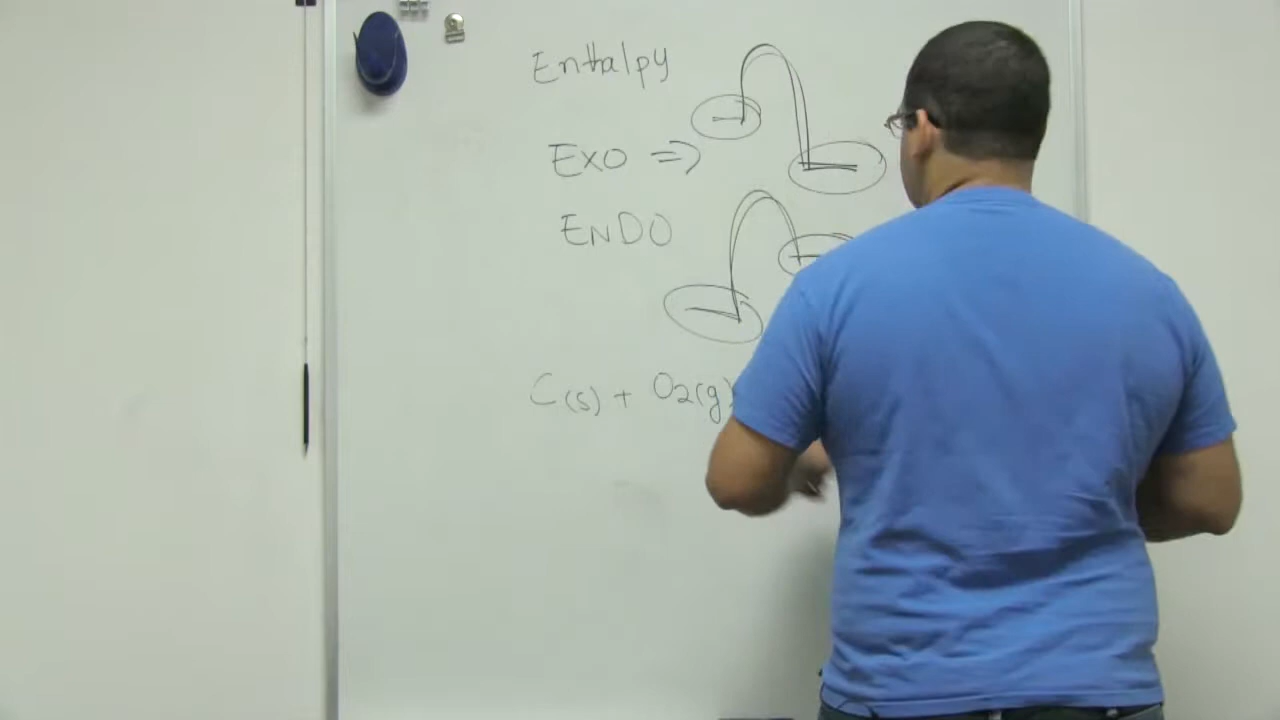 Enthalpy
EXO =>
ENDO
C(s) + O2(g)